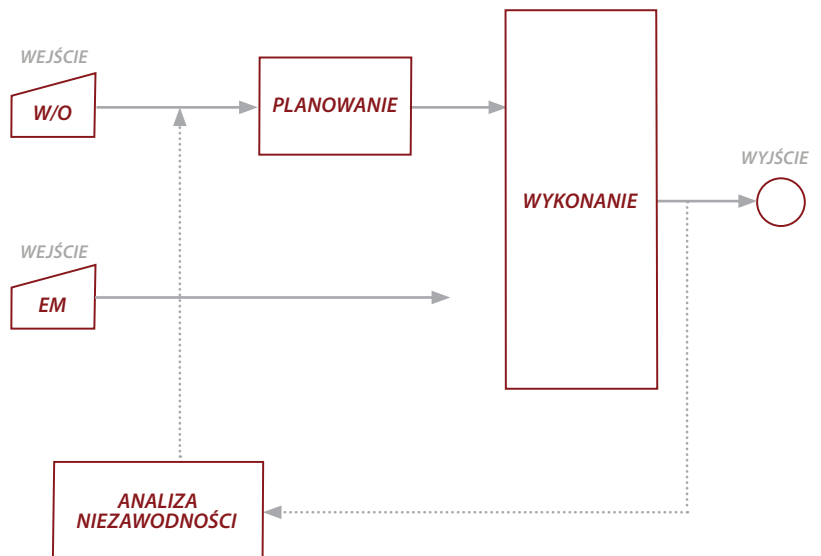 WEJŚCIE
W/O
PLANOWANIE
WYKONANIE
WYJŚCIE
WEJŚCIE
EM
ANALIZA
NIEZAWODNOŚCI